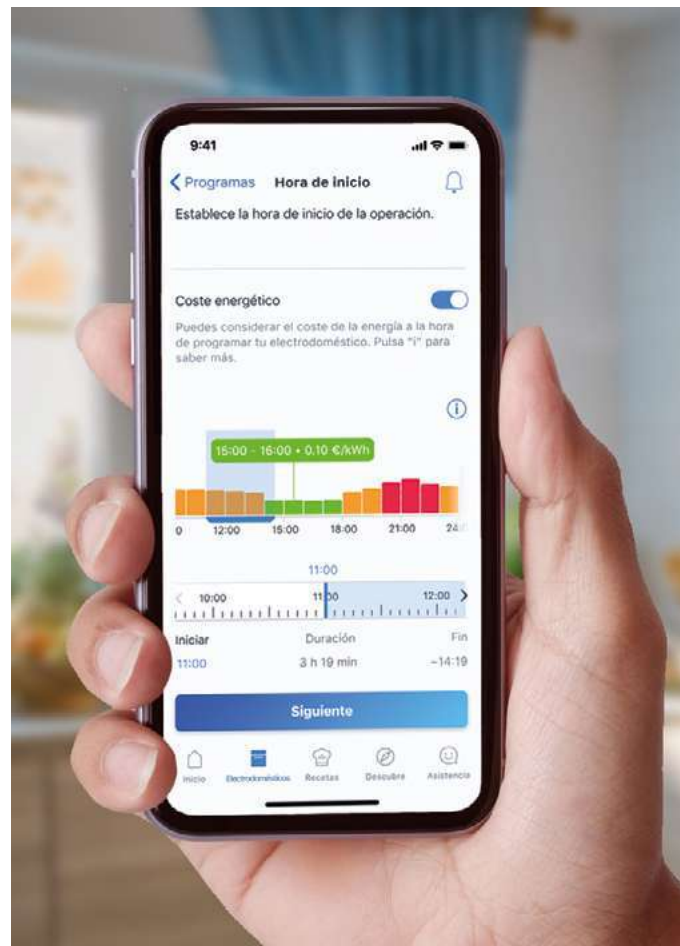 9:41
Programas Hora de inicio
Establece la hora de inicio de la operación.
Coste energético
Puedes considerar el coste de la energía a la hora
de programar tu electrodoméstico. Pulsa "i" para
saber más.
i
15:00 - 16:00 • 0.10 €/kWh
0 12:00 15:00 18:00 21:00 24:
11:00
10:00 11:00 12:00
Iniciar Duración Fin
11:00 3 h 19 min ~14:19
Siguiente
Inicio Electrodomésticos Recetas Descubre Asistencia